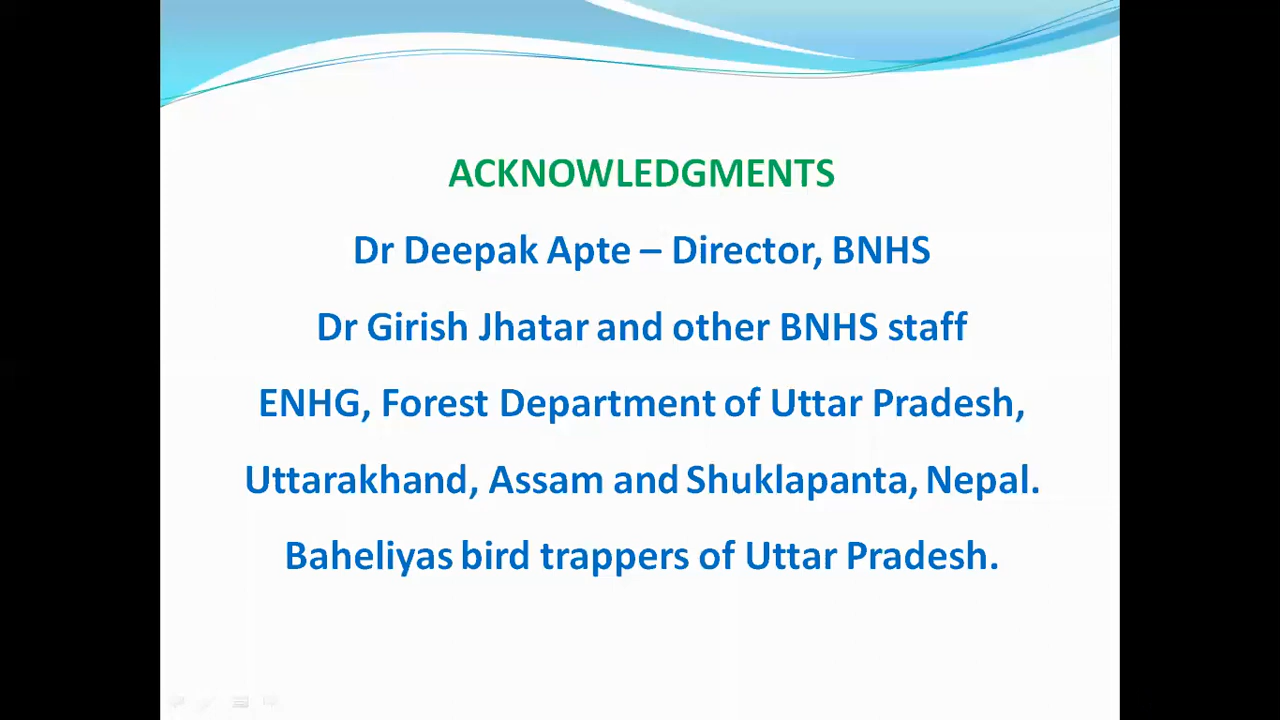 ACKNOWLEDGMENTS
Dr Deepak Apte – Director, BNHS
Dr Girish Jhatar and other BNHS staff
ENHG, Forest Department of Uttar Pradesh,
Uttarakhand, Assam and Shuklapanta, Nepal.
Baheliyas bird trappers of Uttar Pradesh.